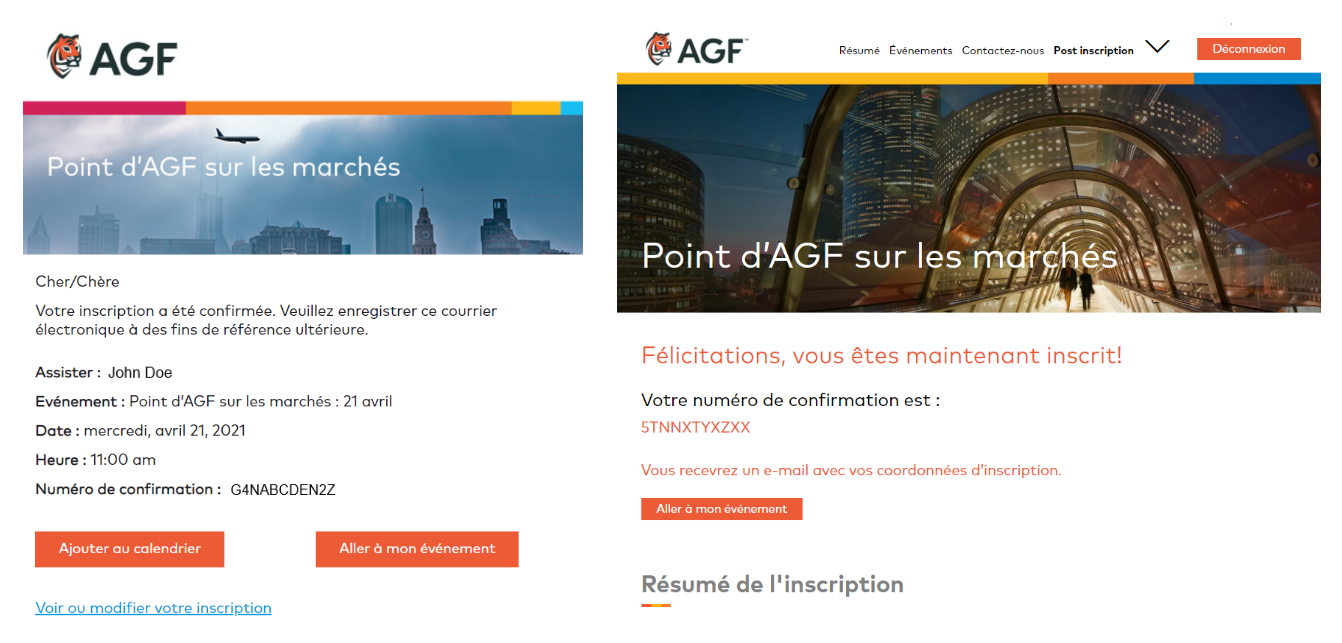 AGF
Point d'AGF sur les marchés
Cher/Chère
Votre inscription a été confirmée. Veuillez enregistrer ce courrier
électronique à des fins de référence ultérieure.
Assister : John Doe
Evénement : Point d'AGF sur les marchés : 21 avril
Date : mercredi, avril 21, 2021
Heure : 11:00 am
Numéro de confirmation : G4NABCDEN2Z
Ajouter au calendrier
Aller à mon événement
Voir ou modifier votre inscription
AGF™
Résumé Événements Contactez-nous Post inscription
Déconnexion
Point d'AGF sur les marchés
Félicitations, vous êtes maintenant inscrit!
Votre numéro de confirmation est :
5TNNXTYXZXX
Vous recevrez un e-mail avec vos coordonnées d'inscription.
Aller à mon événement
Résumé de l'inscription